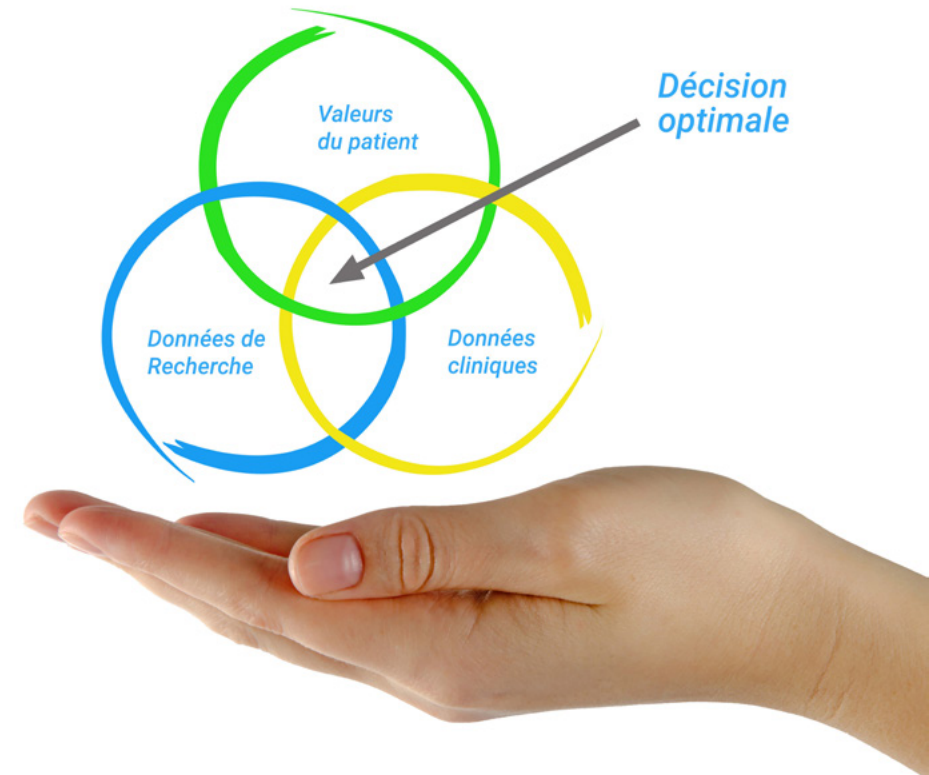 Valeurs
du patient
Décision
optimale
Données de
Recherche
Données
cliniques